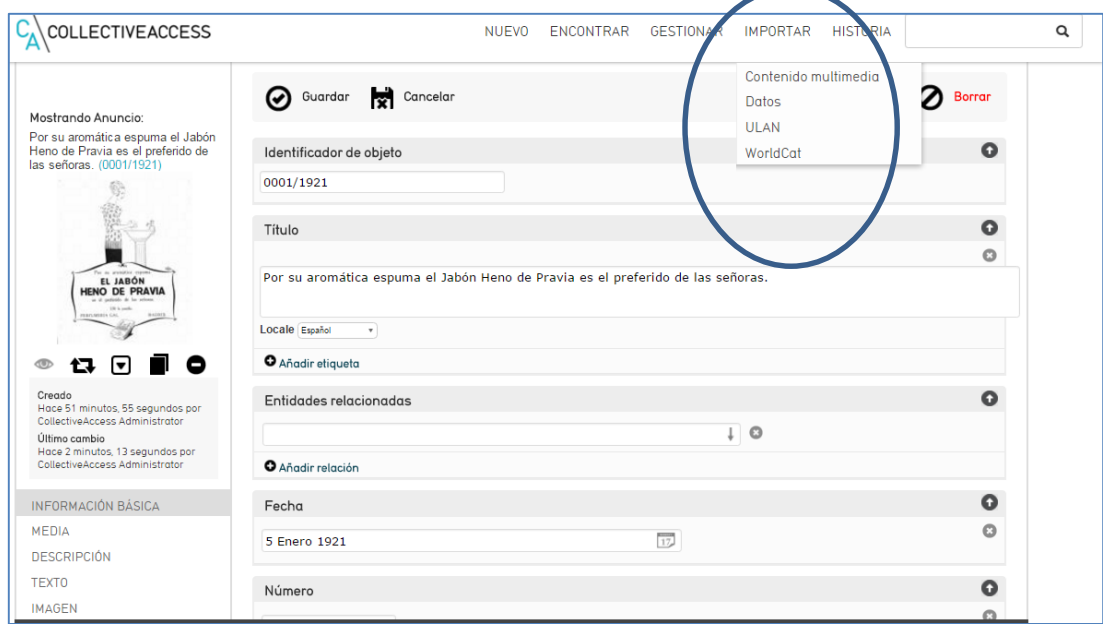 CA COLLECTIVEACCESS
NUEVO ENCONTRAR GESTIONAR IMPORTAR HISTORIA
Contenido multimedia
Datos
ULAN
WorldCat
Mostrando Anuncio:
Por su aromática espuma el Jabón
Heno de Pravia es el preferido de
las señoras. (0001/1921)
EL JABÓN
HENO DE PRAVIA
Creado
Hace 51 minutos, 55 segundos por
CollectiveAccess Administrator
Último cambio
Hace 2 minutos, 13 segundos por
CollectiveAccess Administrator
INFORMACIÓN BÁSICA
MEDIA
DESCRIPCIÓN
TEXTO
IMAGEN
Guardar Cancelar Borrar
Identificador de objeto
0001/1921
Título
Por su aromática espuma el Jabón Heno de Pravia es el preferido de las señoras.
Locale Español
Añadir etiqueta
Entidades relacionadas
Añadir relación
Fecha
5 Enero 1921
17
Número